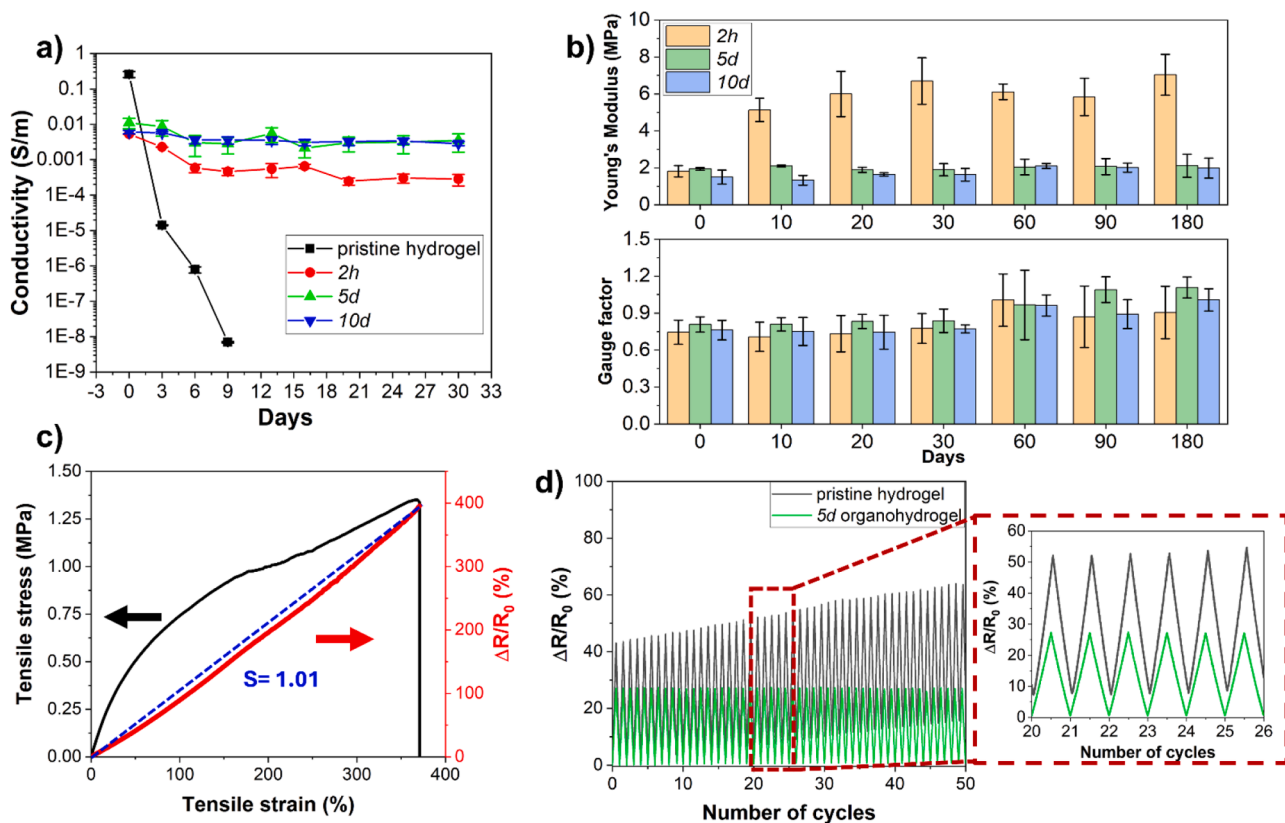 a)
Conductivity (S/m)
1
0.1
0.01
0.001
1E-4
1E-5
1E-6
1E-7
1E-8
1E-9
pristine hydrogel
2h
5d
10d
-3 0 3 6 9 12 15 18 21 24 27 30 33
Days
b)
Young's Modulus (MPa)
10
8
6
4
2
0
2h
5d
10d
0 10 20 30 60 90 180
Gauge factor
1.5
1.2
0.9
0.6
0.3
0.0
0 10 20 30 60 90 180
Days
c)
Tensile stress (MPa)
1.50
1.25
1.00
0.75
0.50
0.25
0.00
S= 1.01
400
300
200
100
0
ΔR/R0 (%)
0 100 200 300 400
Tensile strain (%)
d)
ΔR/R0 (%)
100
80
60
40
20
0
pristine hydrogel
5d organohydrogel
0 10 20 30 40 50
Number of cycles
ΔR/R0 (%)
60
50
40
30
20
10
0
20 21 22 23 24 25 26
Number of cycles